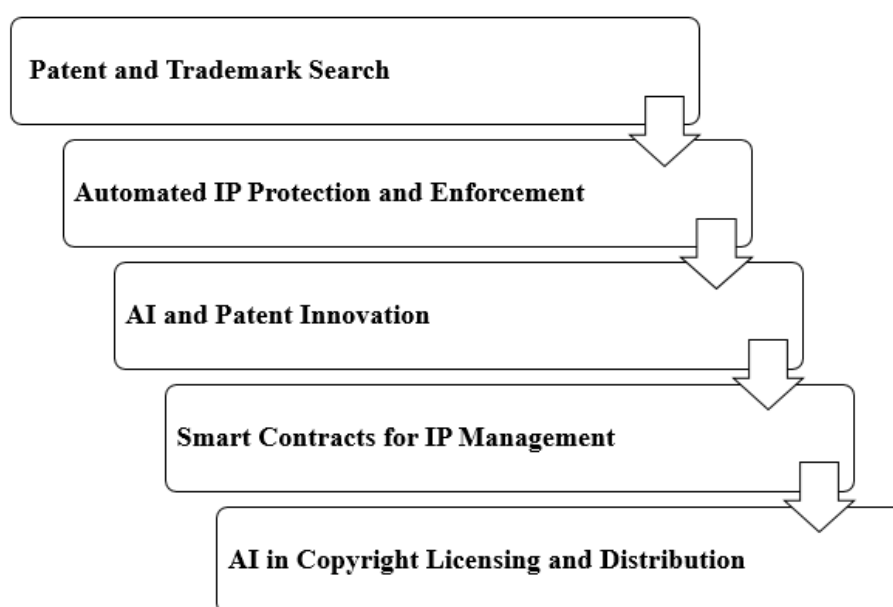 Patent and Trademark Search
Automated IP Protection and Enforcement
AI and Patent Innovation
Smart Contracts for IP Management
AI in Copyright Licensing and Distribution